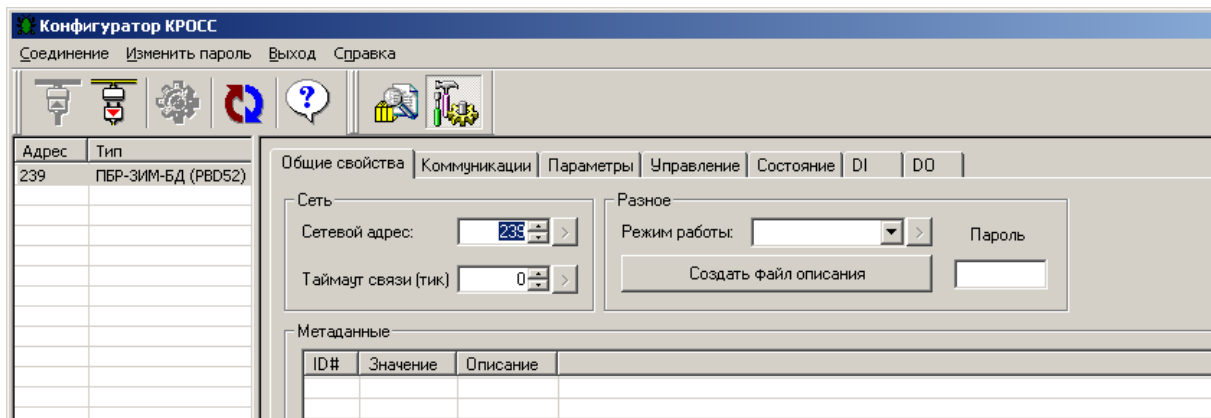 Конфигуратор КРОСС
Соединение Изменить пароль Выход Справка
Адрес Тип
239 ПБР-ЗИМ-БД (PBD52)
Общие свойства Коммуникации Параметры Управление Состояние DI DO
Сеть
Сетевой адрес: 239 >
Таймаут связи (тик) 0 >
Разное
Режим работы: > Пароль
Создать файл описания
Метаданные
ID# Значение Описание